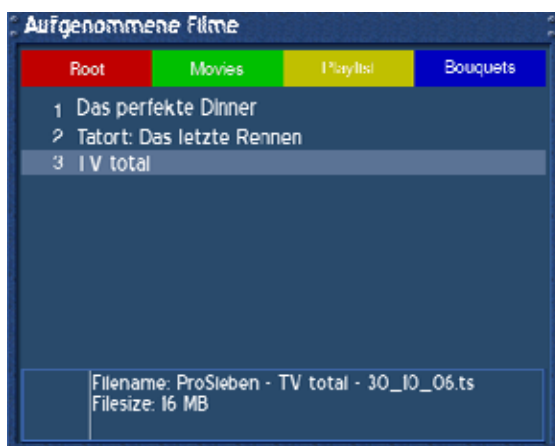 Aufgenommene Filme
Root Movies Playlist Bouquets
1 Das perfekte Dinner
2 Tatort: Das letzte Rennen
3 TV total
Filename: ProSieben - TV total - 30_10_06.ts
Filesize: 16 MB